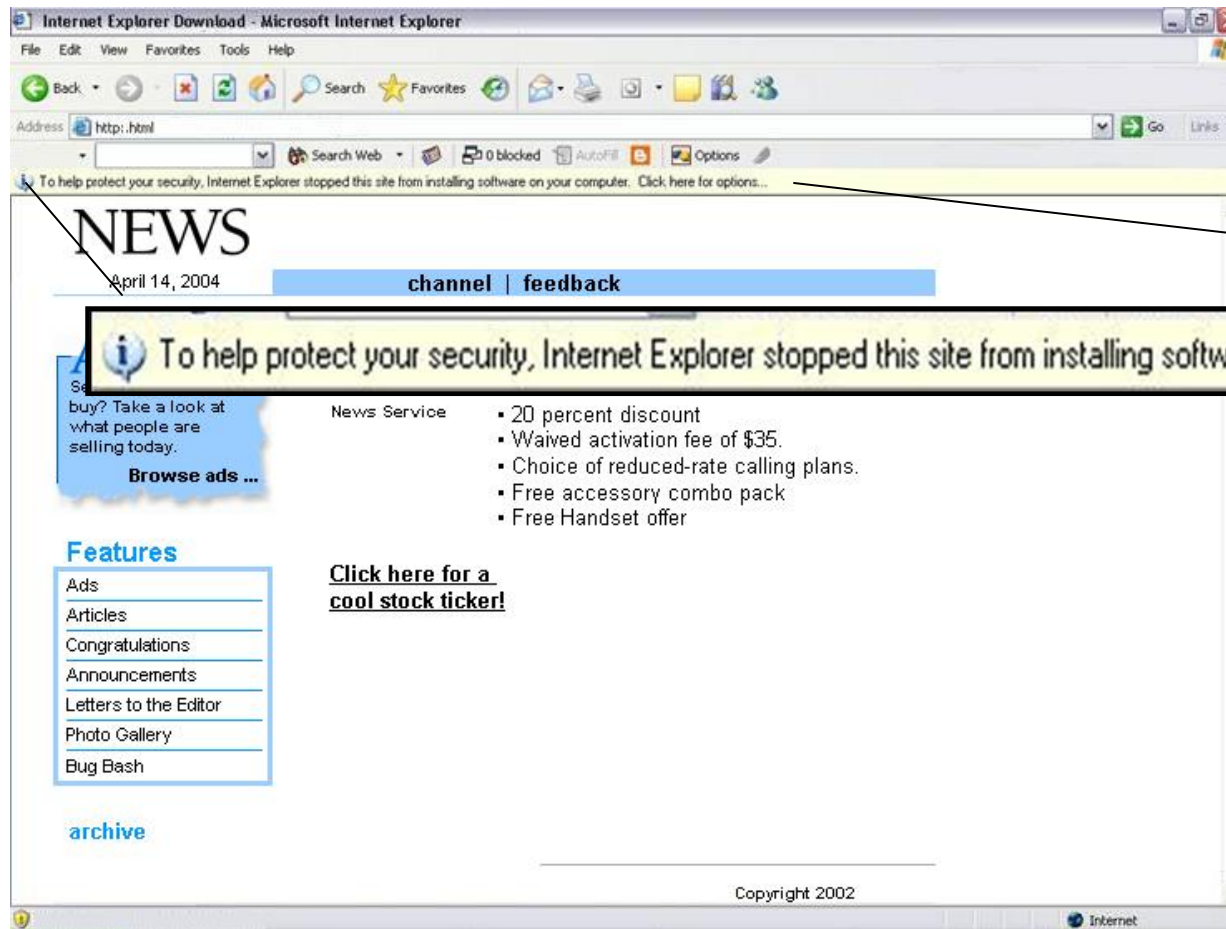 Internet Explorer Download - Microsoft Internet Explorer
File Edit View Favorites Tools Help
Back Search Favorites
Address http:.html Go Links
Search Web 0 blocked AutoFill Options
To help protect your security, Internet Explorer stopped this site from installing software on your computer. Click here for options...
NEWS
April 14, 2004 channel | feedback
To help protect your security, Internet Explorer stopped this site from installing softw
buy? Take a look at
what people are
selling today.
Browse ads ...
News Service
▪ 20 percent discount
▪ Waived activation fee of $35.
▪ Choice of reduced-rate calling plans.
▪ Free accessory combo pack
▪ Free Handset offer
Features
Ads
Articles
Congratulations
Announcements
Letters to the Editor
Photo Gallery
Bug Bash
Click here for a
cool stock ticker!
archive
Copyright 2002
Internet